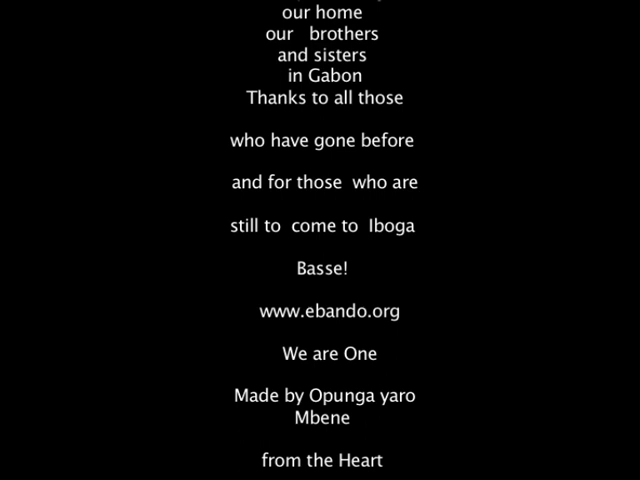 our home
our brothers
and sisters
in Gabon
Thanks to all those
who have gone before
and for those who are
still to come to Iboga
Basse!
www.ebando.org
We are One
Made by Opunga yaro
Mbene
from the Heart